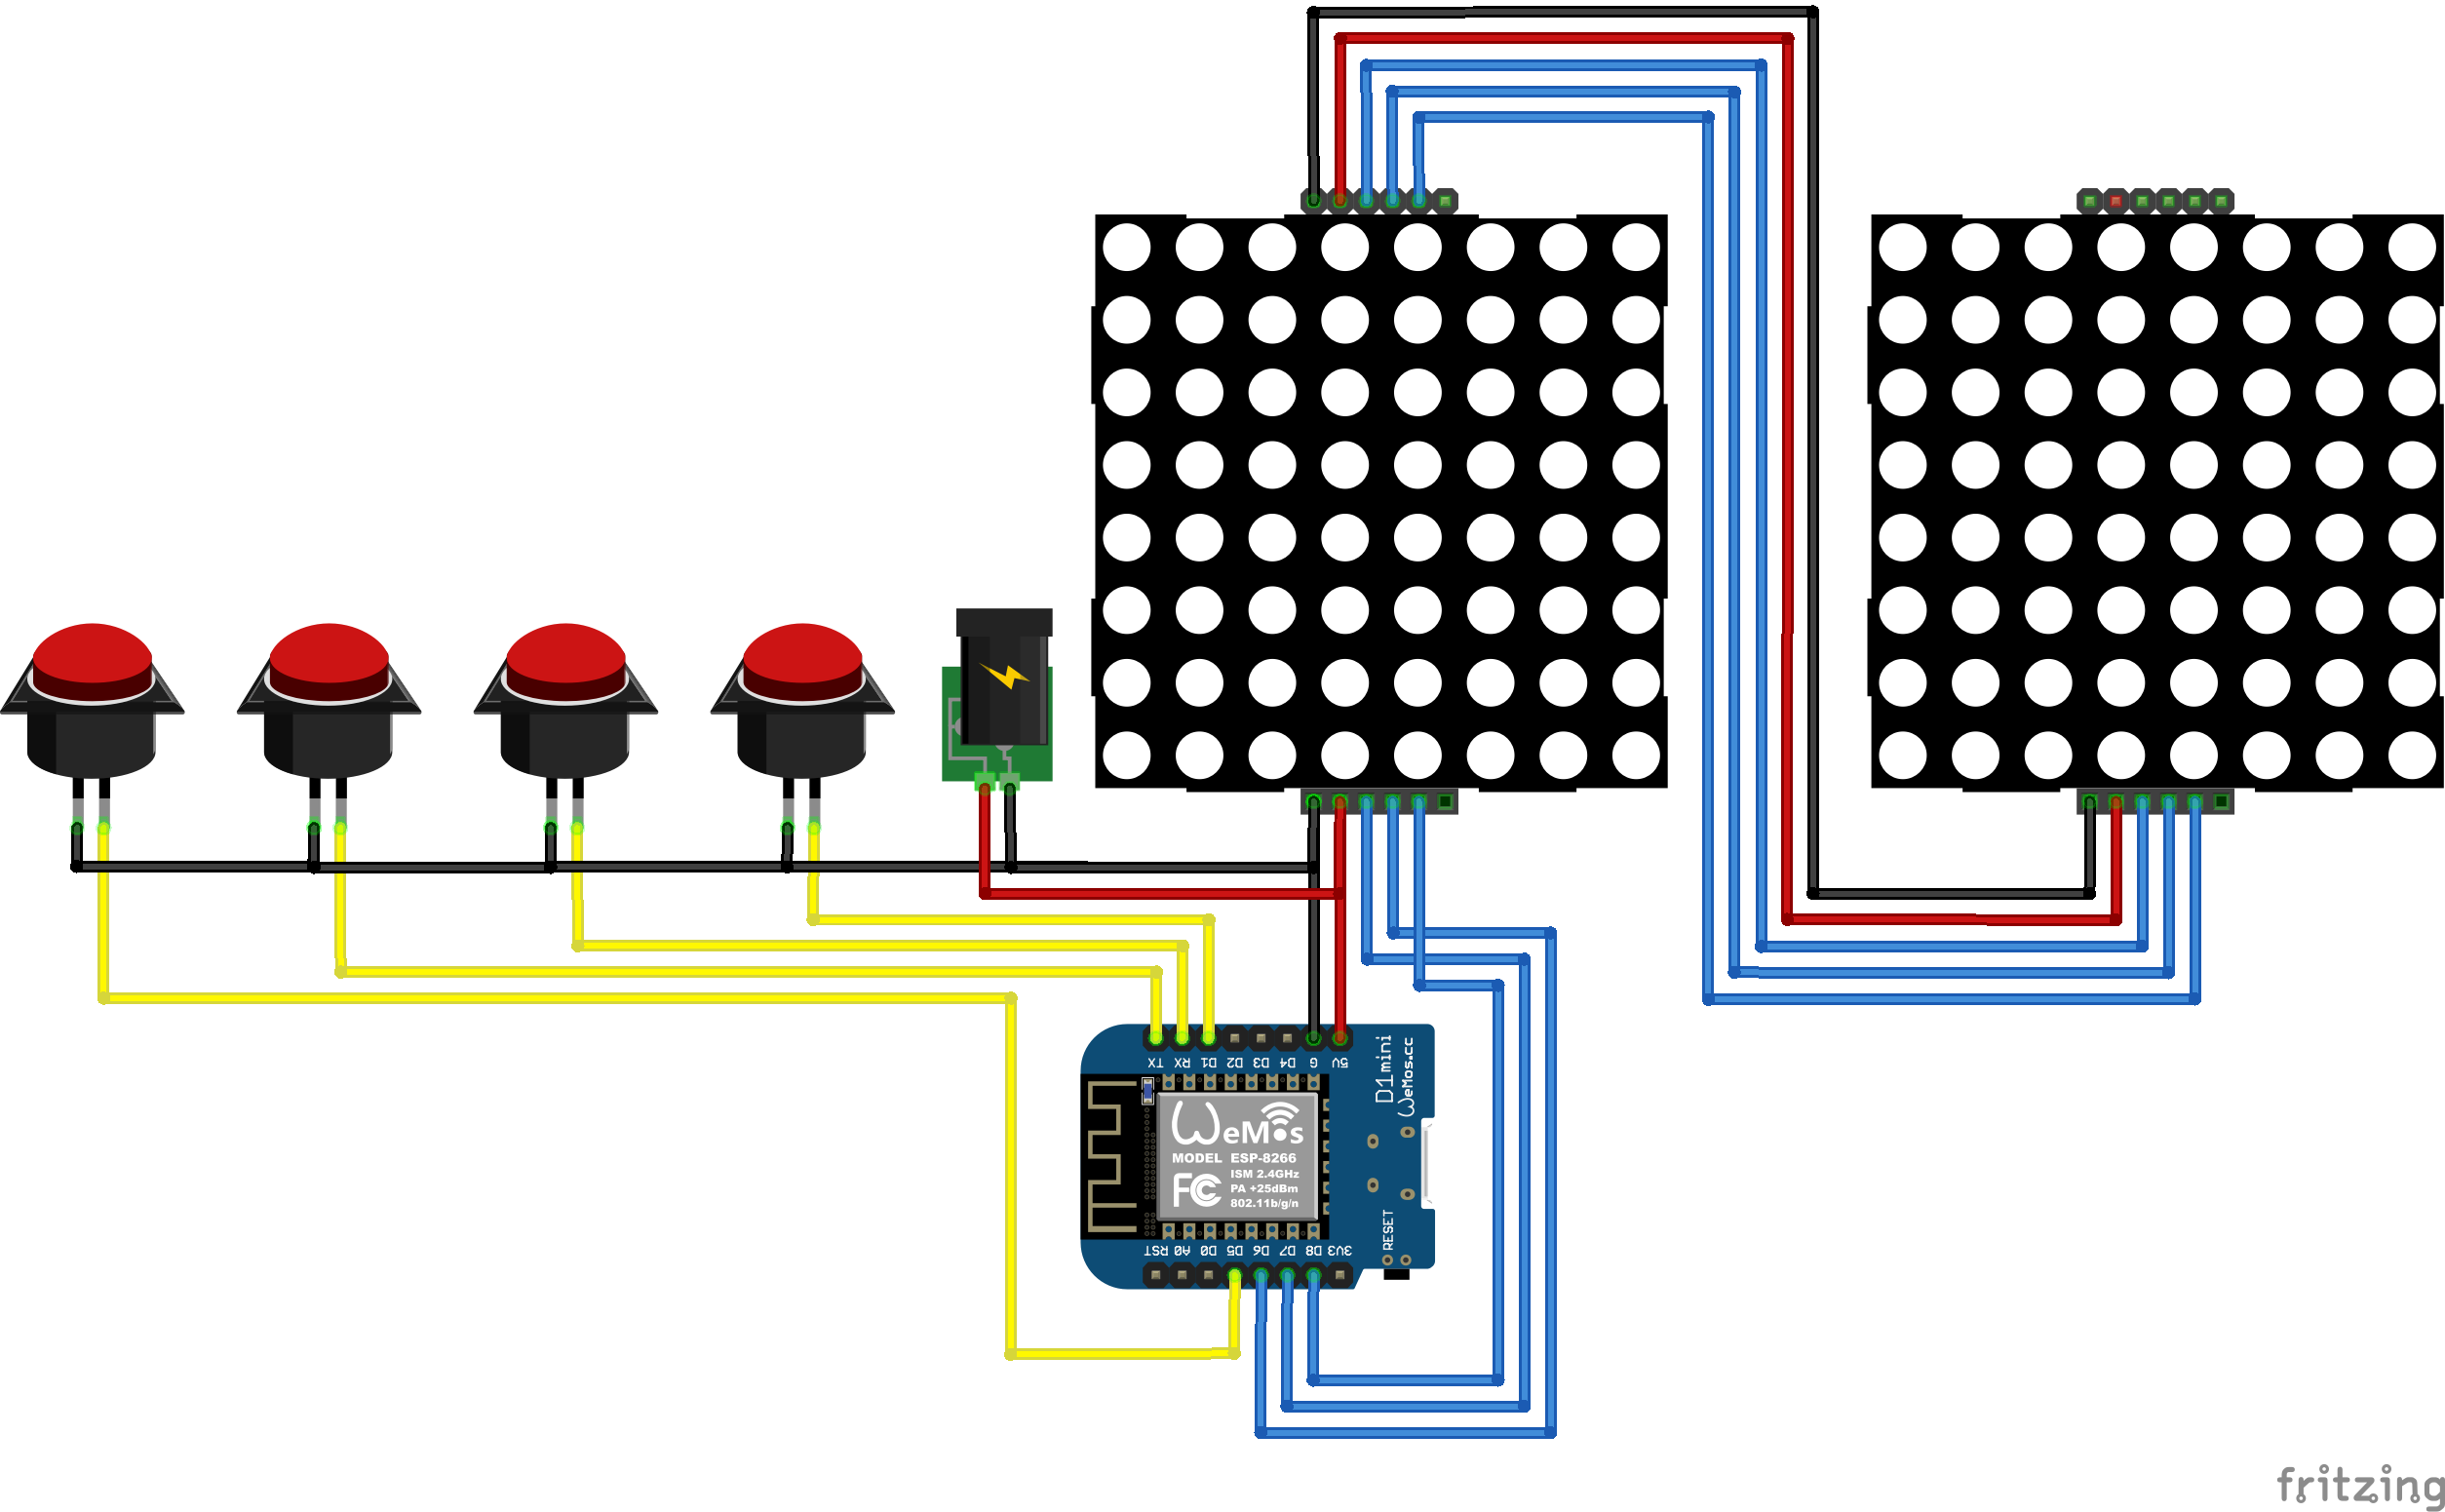 TX RX D1 D2 D3 D4 G 5V
D1 mini
WeMos.cc
WeMos
MODEL ESP-8266
ISM 2.4GHz
PA +25dBm
802.11b/g/n
FC
RESET
RST A0 D0 D5 D6 D7 D8 3V3
fritzing